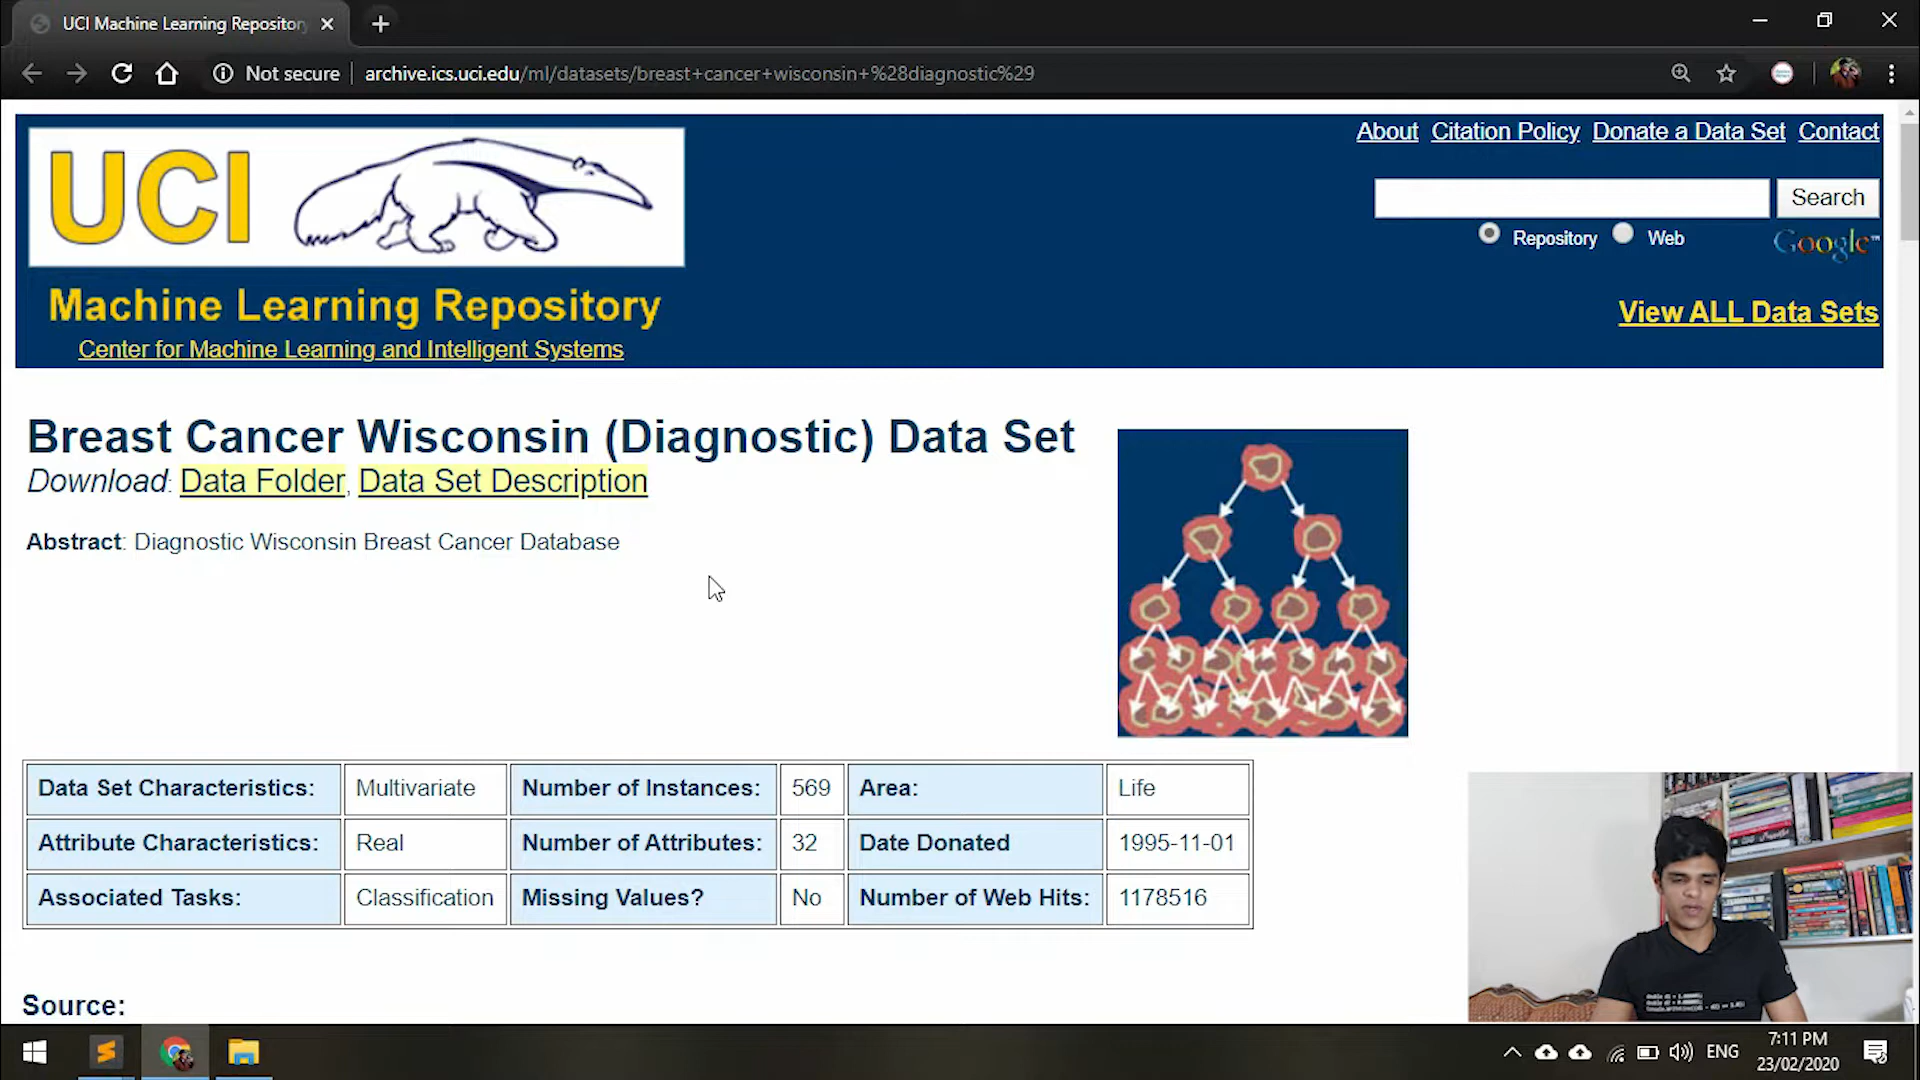 UCI Machine Learning Repositor
Not secure archive.ics.uci.edu/ml/datasets/breast+cancer+wisconsin+%28diagnostic%29
About Citation Policy Donate a Data Set Contact
UCI
Search
Repository Web Google™
Machine Learning Repository
View ALL Data Sets
Center for Machine Learning and Intelligent Systems
Breast Cancer Wisconsin (Diagnostic) Data Set
Download: Data Folder, Data Set Description
Abstract: Diagnostic Wisconsin Breast Cancer Database
Data Set Characteristics: Multivariate Number of Instances: 569 Area: Life
Attribute Characteristics: Real Number of Attributes: 32 Date Donated 1995-11-01
Associated Tasks: Classification Missing Values? No Number of Web Hits: 1178516
Source:
ENG
7:11 PM
23/02/2020